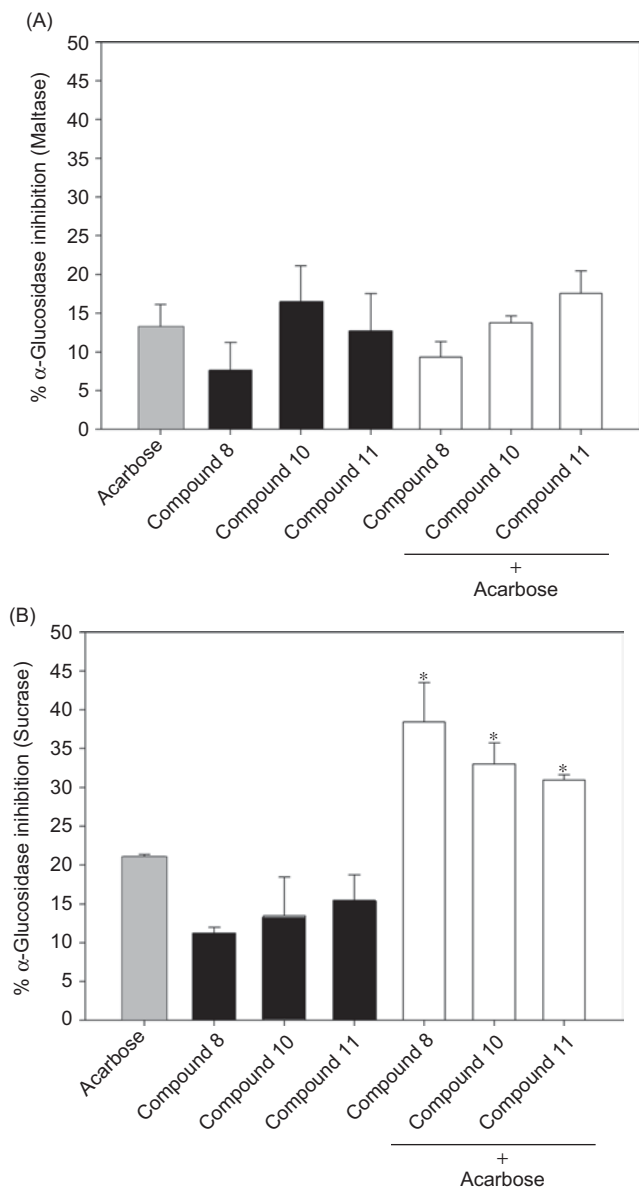 (A)
50
45
40
35
30
25
20
15
10
5
0
% α-Glucosidase inihibition (Maltase)
Acarbose
Compound 8
Compound 10
Compound 11
Compound 8
Compound 10
Compound 11
+
Acarbose
(B)
50
45
40
35
30
25
20
15
10
5
0
% α-Glucosidase inihibition (Sucrase)
*
*
*
Acarbose
Compound 8
Compound 10
Compound 11
Compound 8
Compound 10
Compound 11
+
Acarbose